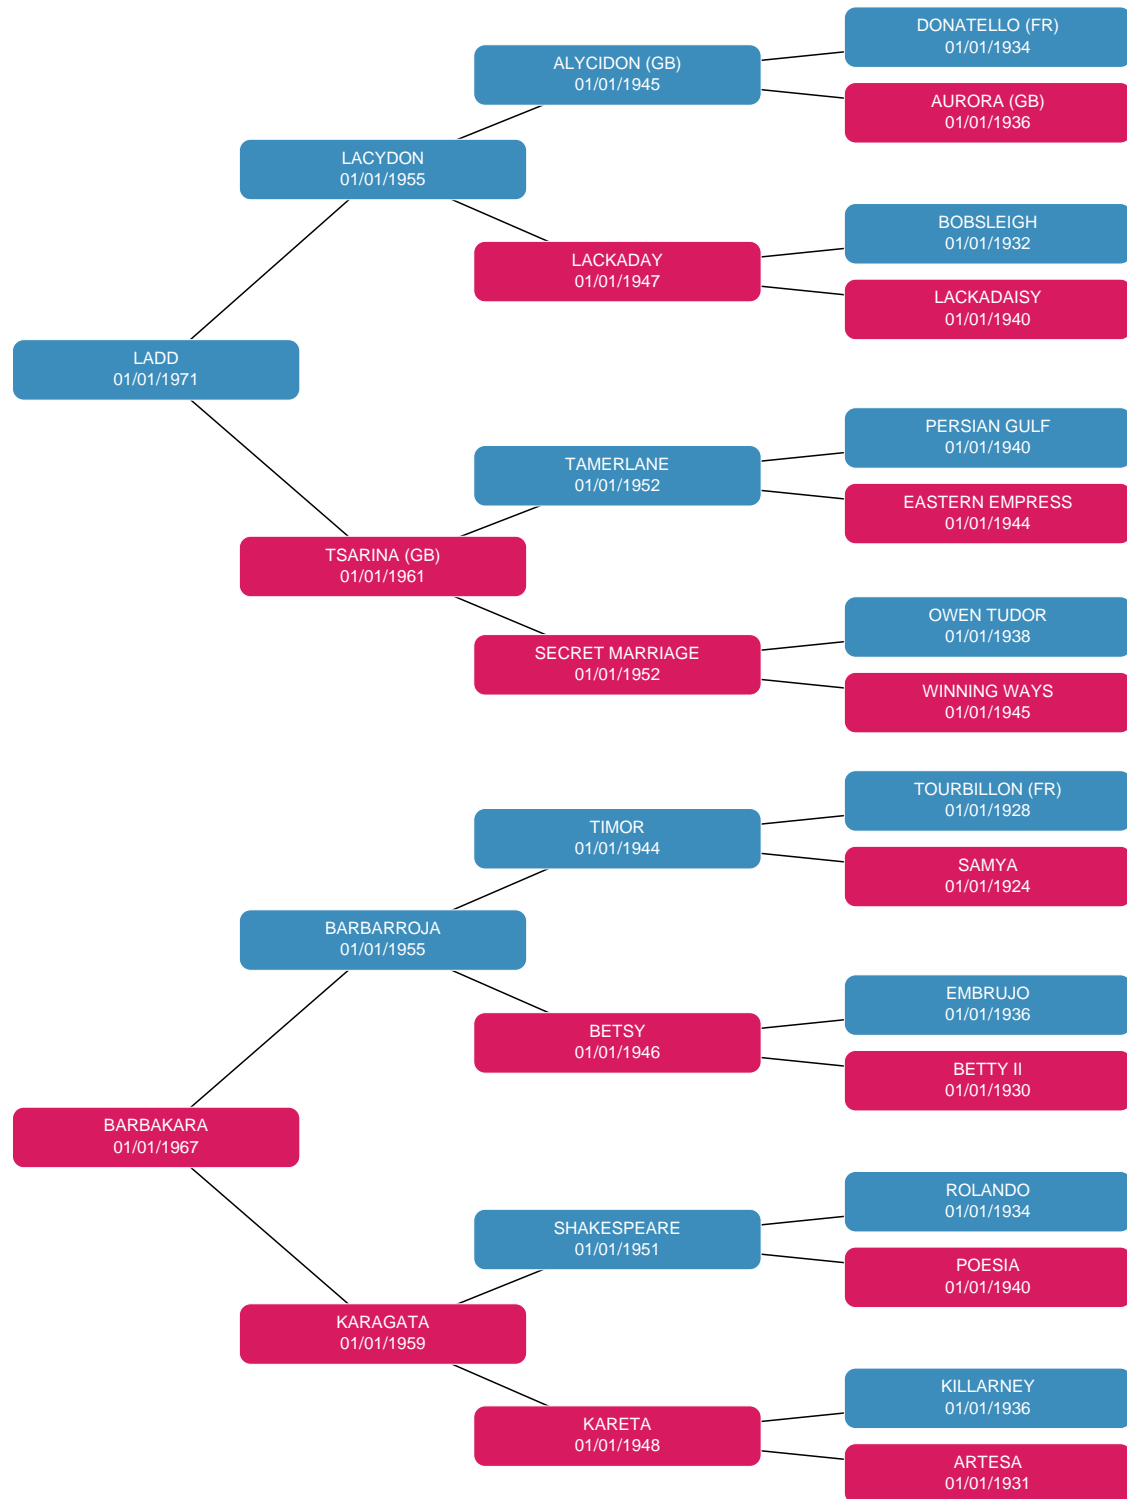 DONATELLO (FR)
01/01/1934
ALYCIDON (GB)
01/01/1945
AURORA (GB)
01/01/1936
LACYDON
01/01/1955
BOBSLEIGH
01/01/1932
LACKADAY
01/01/1947
LACKADAISY
01/01/1940
LADD
01/01/1971
PERSIAN GULF
01/01/1940
TAMERLANE
01/01/1952
EASTERN EMPRESS
01/01/1944
TSARINA (GB)
01/01/1961
OWEN TUDOR
01/01/1938
SECRET MARRIAGE
01/01/1952
WINNING WAYS
01/01/1945
TOURBILLON (FR)
01/01/1928
TIMOR
01/01/1944
SAMYA
01/01/1924
BARBARROJA
01/01/1955
EMBRUJO
01/01/1936
BETSY
01/01/1946
BETTY II
01/01/1930
BARBAKARA
01/01/1967
ROLANDO
01/01/1934
SHAKESPEARE
01/01/1951
POESIA
01/01/1940
KARAGATA
01/01/1959
KILLARNEY
01/01/1936
KARETA
01/01/1948
ARTESA
01/01/1931